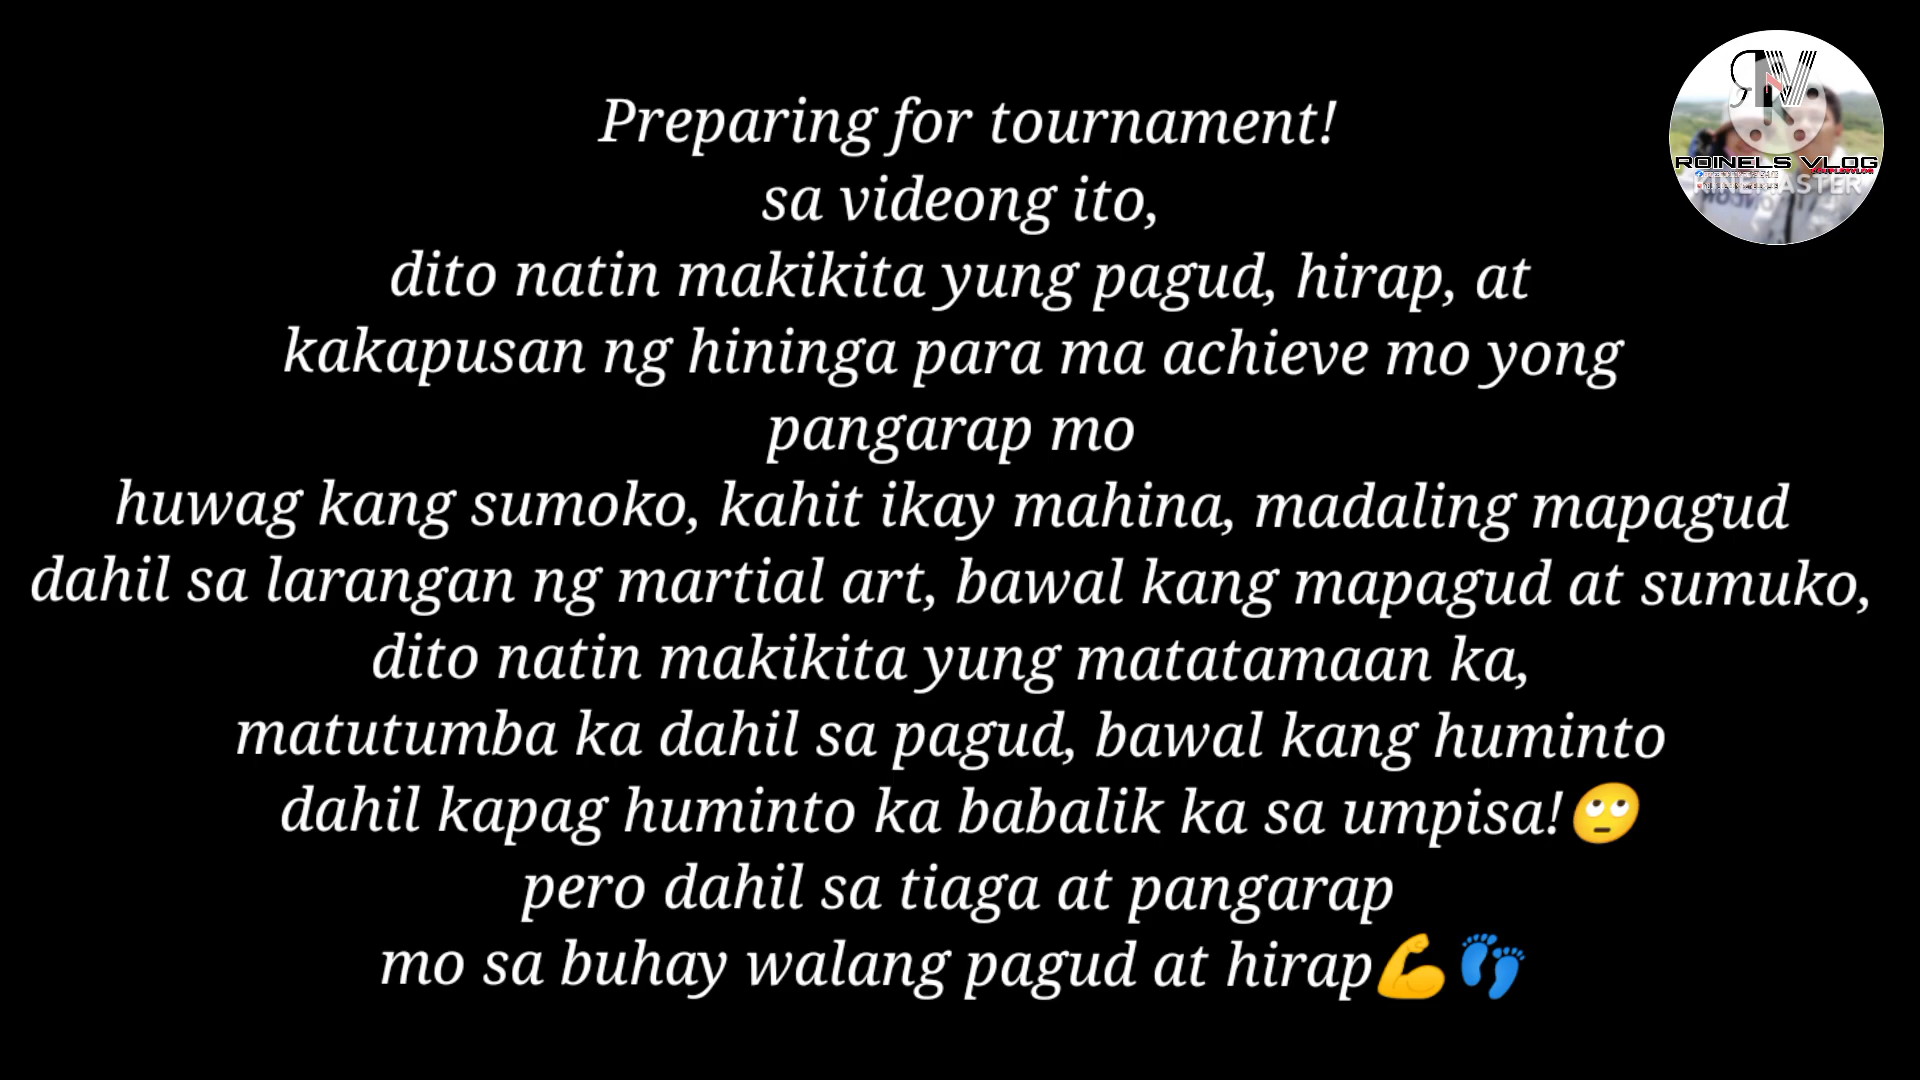 Preparing for tournament!
sa videong ito,
dito natin makikita yung pagud, hirap, at
kakapusan ng hininga para ma achieve mo yong
pangarap mo
huwag kang sumoko, kahit ikay mahina, madaling mapagud
dahil sa larangan ng martial art, bawal kang mapagud at sumuko,
dito natin makikita yung matatamaan ka,
matutumba ka dahil sa pagud, bawal kang huminto
dahil kapag huminto ka babalik ka sa umpisa!🙄
pero dahil sa tiaga at pangarap
mo sa buhay walang pagud at hirap💪👣
ROINELS VLOG
KINEMASTER